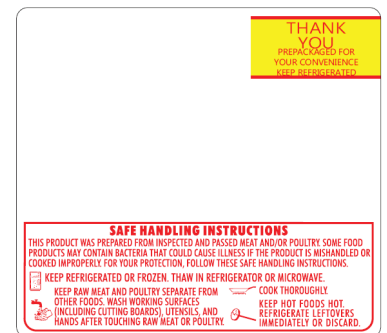 THANK
YOU
PREPACKAGED FOR
YOUR CONVENIENCE
KEEP REFRIGERATED
SAFE HANDLING INSTRUCTIONS
THIS PRODUCT WAS PREPARED FROM INSPECTED AND PASSED MEAT AND/OR POULTRY. SOME FOOD
PRODUCTS MAY CONTAIN BACTERIA THAT COULD CAUSE ILLNESS IF THE PRODUCT IS MISHANDLED OR
COOKED IMPROPERLY. FOR YOUR PROTECTION, FOLLOW THESE SAFE HANDLING INSTRUCTIONS.
KEEP REFRIGERATED OR FROZEN. THAW IN REFRIGERATOR OR MICROWAVE.
KEEP RAW MEAT AND POULTRY SEPARATE FROM
OTHER FOODS. WASH WORKING SURFACES
(INCLUDING CUTTING BOARDS), UTENSILS, AND
HANDS AFTER TOUCHING RAW MEAT OR POULTRY.
COOK THOROUGHLY.
KEEP HOT FOODS HOT.
REFRIGERATE LEFTOVERS
IMMEDIATELY OR DISCARD.